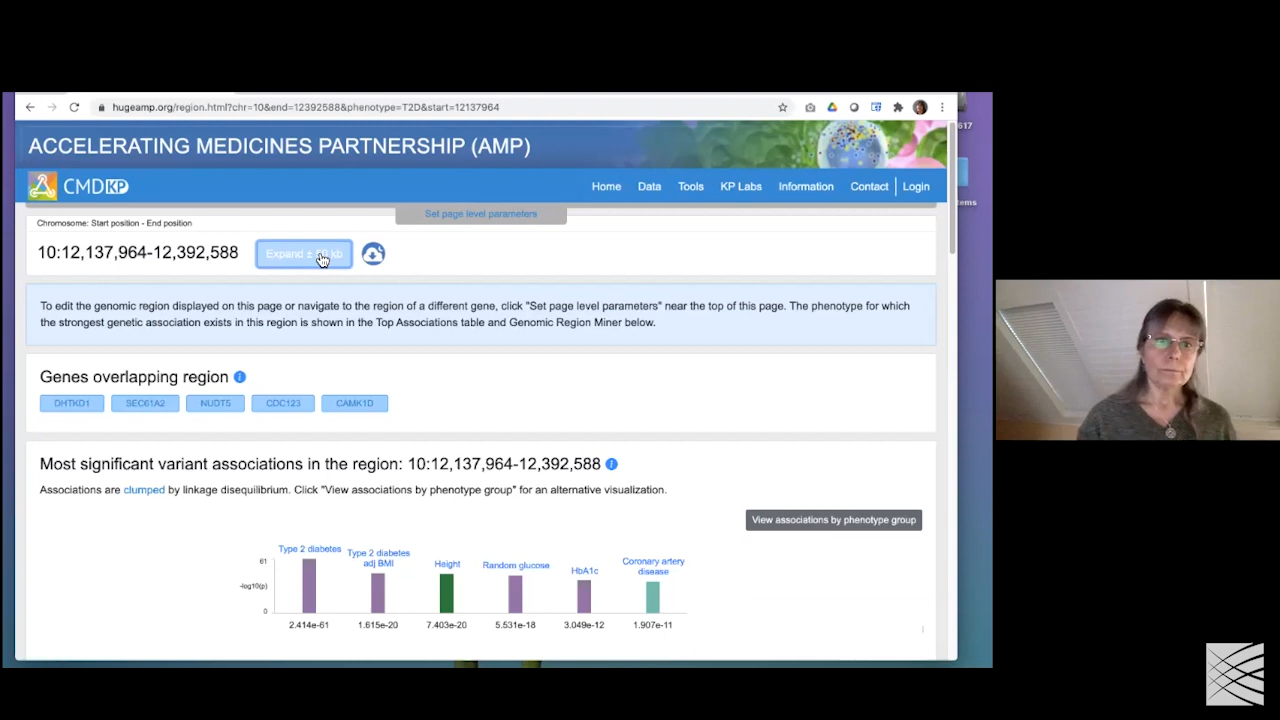 hugeamp.org/region.html?chr=10&end=12392588&phenotype=T2D&start=12137964
617
ACCELERATING MEDICINES PARTNERSHIP (AMP)
CMDKP
Home Data Tools KP Labs Information Contact Login
tems
Set page level parameters
Chromosome: Start position - End position
10:12,137,964-12,392,588
Expand ± 50 kb
To edit the genomic region displayed on this page or navigate to the region of a different gene, click "Set page level parameters" near the top of this page. The phenotype for which
the strongest genetic association exists in this region is shown in the Top Associations table and Genomic Region Miner below.
Genes overlapping region
DHTKD1 SEC61A2 NUDT5 CDC123 CAMK1D
Most significant variant associations in the region: 10:12,137,964-12,392,588
Associations are clumped by linkage disequilibrium. Click "View associations by phenotype group" for an alternative visualization.
View associations by phenotype group
Type 2 diabetes
Type 2 diabetes
adj BMI
Height
Random glucose
HbA1c
Coronary artery
disease
61
-log10(p)
0
2.414e-61 1.615e-20 7.403e-20 5.531e-18 3.049e-12 1.907e-11